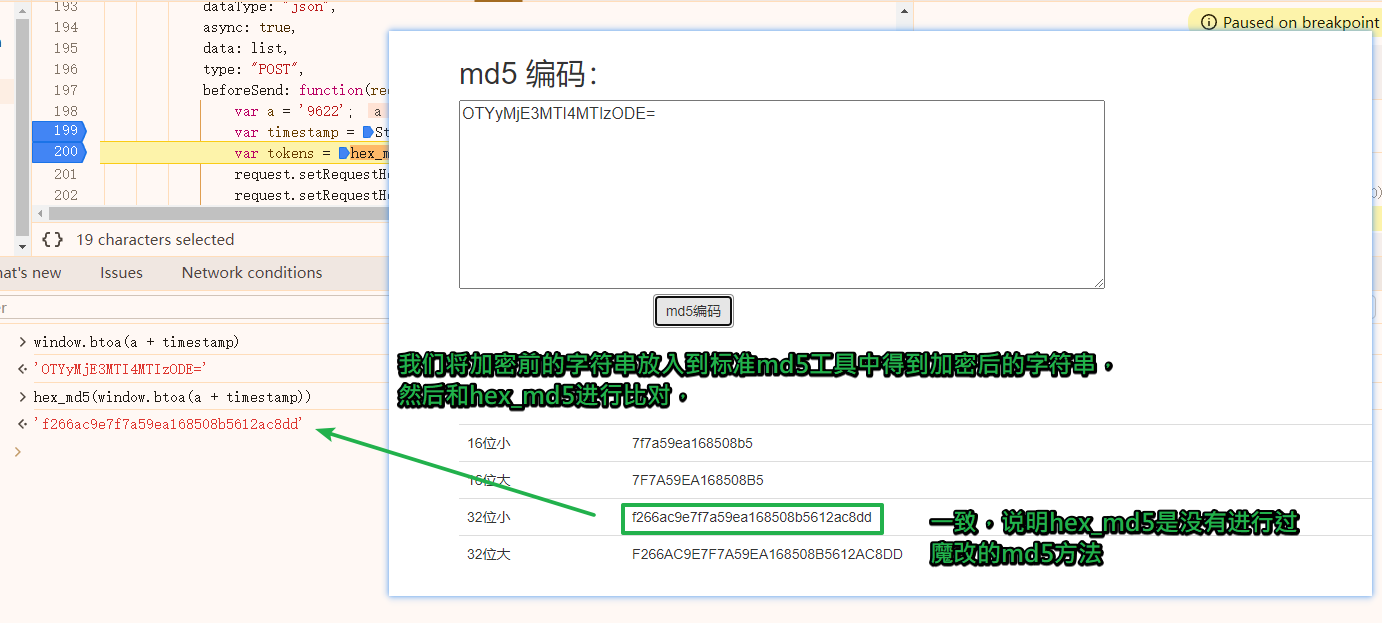 193 dataType: "json",
194 async: true,
195 data: list,
196 type: "POST",
197 beforeSend: function(re
198 var a = '9622'; a
199 var timestamp = St
200 var tokens = hex_m
201 request.setRequestH
202 request.setRequestH
{} 19 characters selected
at's new Issues Network conditions
er
> window.btoa(a + timestamp)
'OTYyMjE3MTI4MTIzODE='
> hex_md5(window.btoa(a + timestamp))
'f266ac9e7f7a59ea168508b5612ac8dd'
>
Paused on breakpoint
md5 编码：
OTYyMjE3MTI4MTIzODE=
md5编码
我们将加密前的字符串放入到标准md5工具中得到加密后的字符串，
然后和hex_md5进行比对。
16位小 7f7a59ea168508b5
16位大 7F7A59EA168508B5
32位小 f266ac9e7f7a59ea168508b5612ac8dd
32位大 F266AC9E7F7A59EA168508B5612AC8DD
一致，说明hex_md5是没有进行过
魔改的md5方法